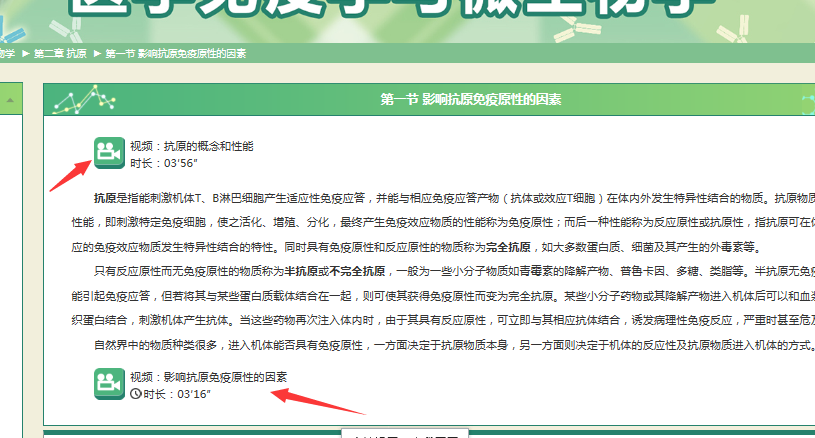 医学免疫学与微生物学
物学 ▶ 第二章 抗原 ▶ 第一节 影响抗原免疫原性的因素
第一节 影响抗原免疫原性的因素
视频：抗原的概念和性能
时长：03'56"
抗原是指能刺激机体T、B淋巴细胞产生适应性免疫应答，并能与相应免疫应答产物（抗体或效应T细胞）在体内外发生特异性结合的物质。抗原物质
性能，即刺激特定免疫细胞，使之活化、增殖、分化，最终产生免疫效应物质的性能称为免疫原性；而后一种性能称为反应原性或抗原性，指抗原可在体
应的免疫效应物质发生特异性结合的特性。同时具有免疫原性和反应原性的物质称为完全抗原，如大多数蛋白质、细菌及其产生的外毒素等。
只有反应原性而无免疫原性的物质称为半抗原或不完全抗原，一般为一些小分子物质如青霉素的降解产物、普鲁卡因、多糖、类脂等。半抗原无免疫
能引起免疫应答，但若将其与某些蛋白质载体结合在一起，则可使其获得免疫原性而变为完全抗原。某些小分子药物或其降解产物进入机体后可以和血浆
织蛋白结合，刺激机体产生抗体。当这些药物再次注入体内时，由于其具有反应原性，可立即与其相应抗体结合，诱发病理性免疫反应，严重时甚至危及
自然界中的物质种类很多，进入机体能否具有免疫原性，一方面决定于抗原物质本身，另一方面则决定于机体的反应性及抗原物质进入机体的方式。
视频：影响抗原免疫原性的因素
时长：03'16"